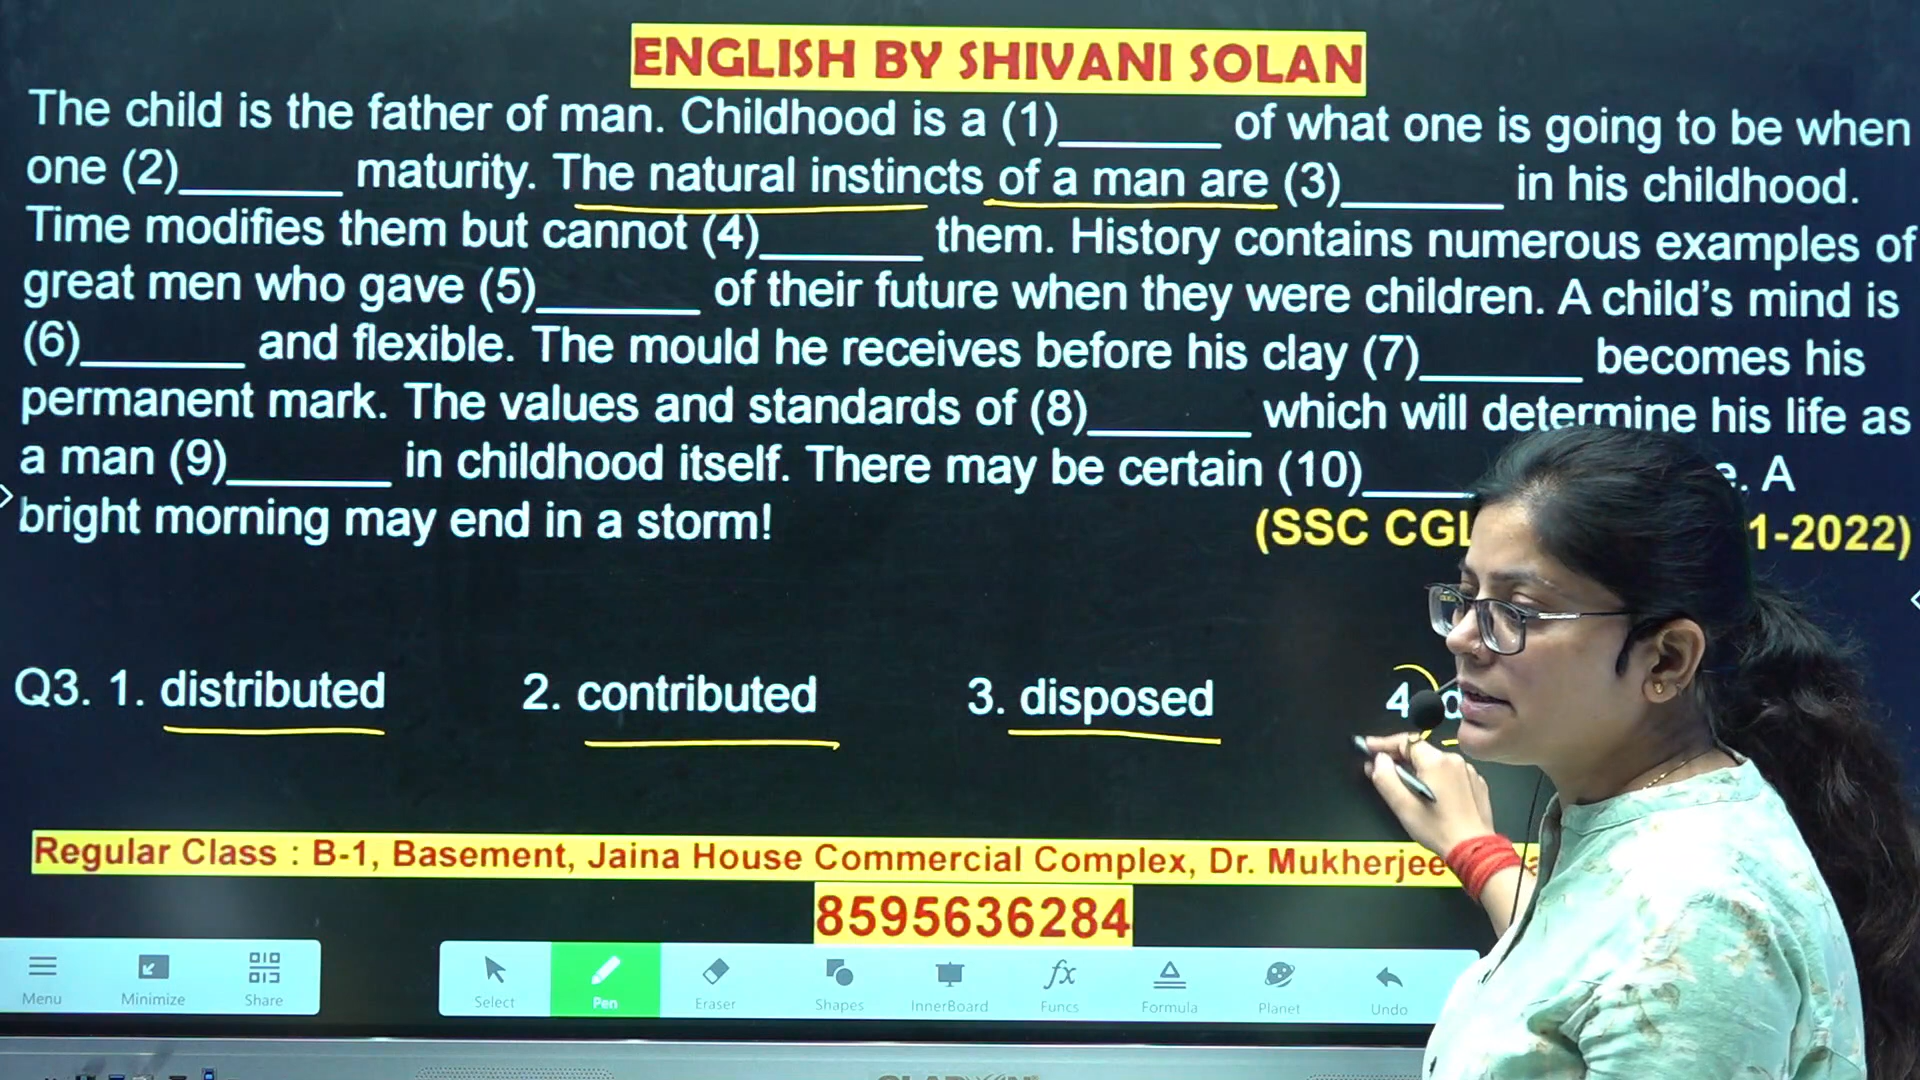 ENGLISH BY SHIVANI SOLAN
The child is the father of man. Childhood is a (1)_______ of what one is going to be when
one (2)_______ maturity. The natural instincts of a man are (3)_______ in his childhood.
Time modifies them but cannot (4)_______ them. History contains numerous examples of
great men who gave (5)_______ of their future when they were children. A child's mind is
(6)_______ and flexible. The mould he receives before his clay (7)_______ becomes his
permanent mark. The values and standards of (8)_______ which will determine his life as
a man (9)_______ in childhood itself. There may be certain (10)_____ A
bright morning may end in a storm! (SSC CGL 1-2022)
Q3. 1. distributed 2. contributed 3. disposed 4
Regular Class : B-1, Basement, Jaina House Commercial Complex, Dr. Mukherjee
8595636284
Menu Minimize Share Select Pen Eraser Shapes InnerBoard fx Funcs Formula Planet Undo